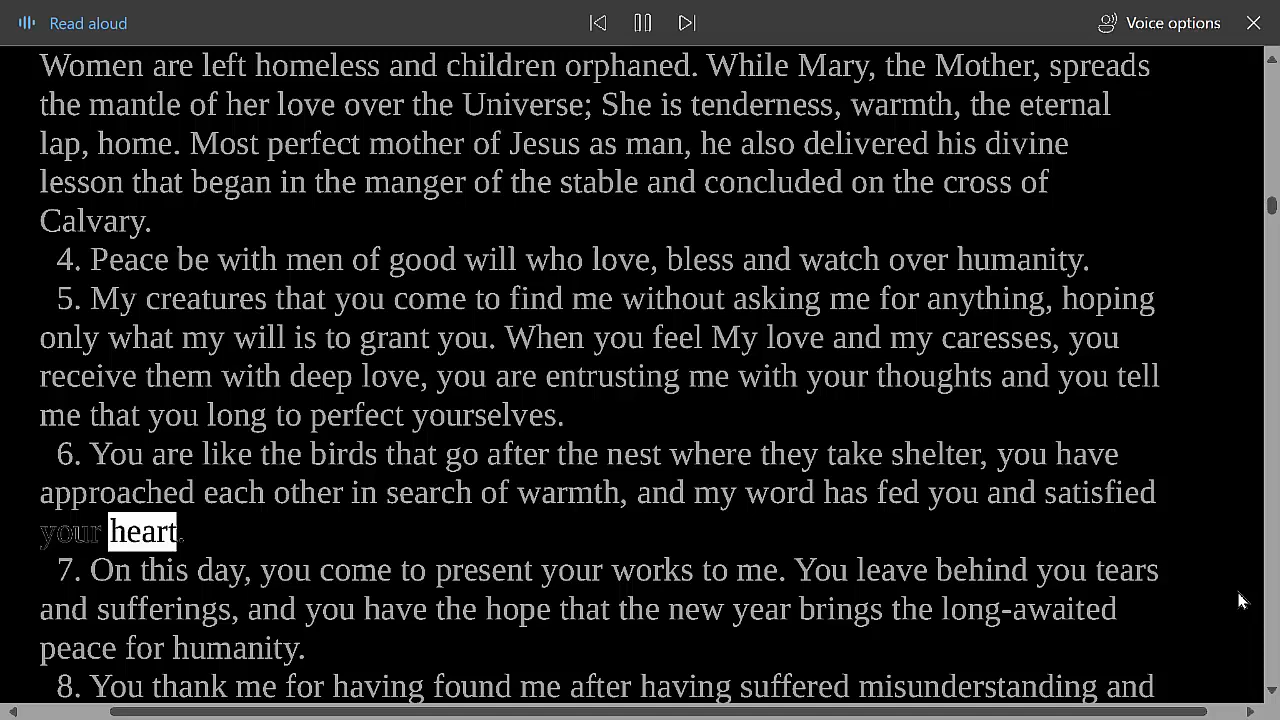 Read aloud
Voice options
Women are left homeless and children orphaned. While Mary, the Mother, spreads
the mantle of her love over the Universe; She is tenderness, warmth, the eternal
lap, home. Most perfect mother of Jesus as man, he also delivered his divine
lesson that began in the manger of the stable and concluded on the cross of
Calvary.
4. Peace be with men of good will who love, bless and watch over humanity.
5. My creatures that you come to find me without asking me for anything, hoping
only what my will is to grant you. When you feel My love and my caresses, you
receive them with deep love, you are entrusting me with your thoughts and you tell
me that you long to perfect yourselves.
6. You are like the birds that go after the nest where they take shelter, you have
approached each other in search of warmth, and my word has fed you and satisfied
your heart.
7. On this day, you come to present your works to me. You leave behind you tears
and sufferings, and you have the hope that the new year brings the long-awaited
peace for humanity.
8. You thank me for having found me after having suffered misunderstanding and